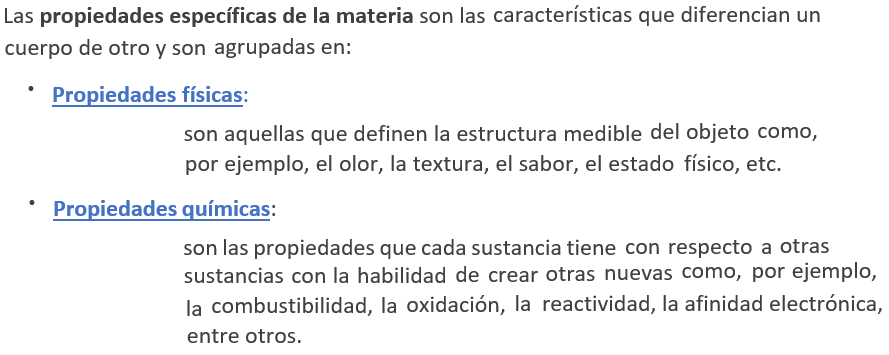 Las propiedades específicas de la materia son las características que diferencian un
cuerpo de otro y son agrupadas en:
• Propiedades físicas:
son aquellas que definen la estructura medible del objeto como,
por ejemplo, el olor, la textura, el sabor, el estado físico, etc.
• Propiedades químicas:
son las propiedades que cada sustancia tiene con respecto a otras
sustancias con la habilidad de crear otras nuevas como, por ejemplo,
la combustibilidad, la oxidación, la reactividad, la afinidad electrónica,
entre otros.